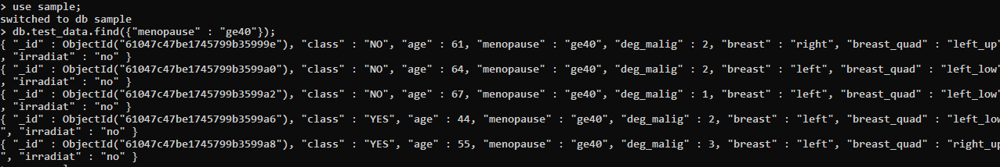 > use sample;
switched to db sample
> db.test_data.find({"menopause" : "ge40"});
{ "_id" : ObjectId("61047c47be1745799b35999e"), "class" : "NO", "age" : 61, "menopause" : "ge40", "deg_malig" : 2, "breast" : "right", "breast_quad" : "left_up"
, "irradiat" : "no" }
{ "_id" : ObjectId("61047c47be1745799b3599a0"), "class" : "NO", "age" : 64, "menopause" : "ge40", "deg_malig" : 2, "breast" : "left", "breast_quad" : "left_low"
, "irradiat" : "no" }
{ "_id" : ObjectId("61047c47be1745799b3599a2"), "class" : "NO", "age" : 67, "menopause" : "ge40", "deg_malig" : 1, "breast" : "left", "breast_quad" : "left_low"
, "irradiat" : "no" }
{ "_id" : ObjectId("61047c47be1745799b3599a6"), "class" : "YES", "age" : 44, "menopause" : "ge40", "deg_malig" : 2, "breast" : "left", "breast_quad" : "left_low
", "irradiat" : "no" }
{ "_id" : ObjectId("61047c47be1745799b3599a8"), "class" : "YES", "age" : 55, "menopause" : "ge40", "deg_malig" : 3, "breast" : "left", "breast_quad" : "right_up
", "irradiat" : "no" }